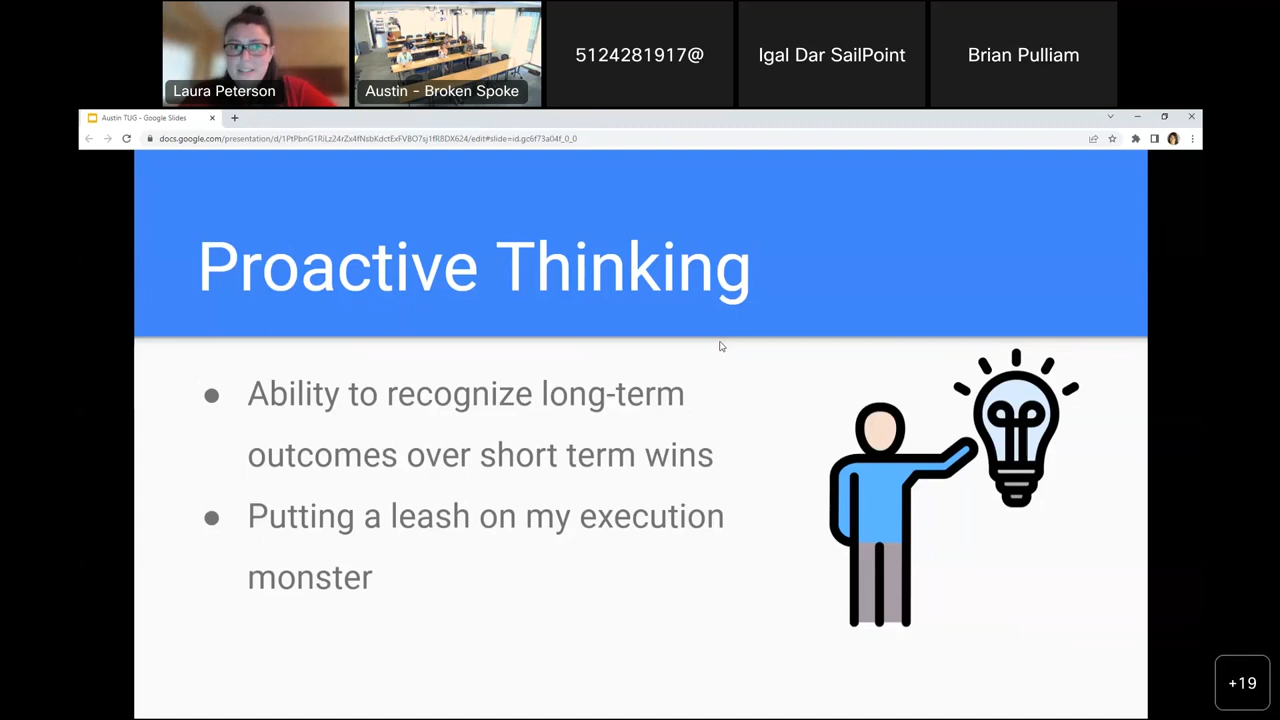 Laura Peterson
Austin - Broken Spoke
5124281917@
Igal Dar SailPoint
Brian Pulliam
Austin TUG - Google Slides
docs.google.com/presentation/d/1PtPbnG1RiLz24rZx4fNsbKdctExFVBO7sj1fR8DX624/edit#slide=id.gc6f73a04f_0_0
Proactive Thinking
● Ability to recognize long-term
outcomes over short term wins
● Putting a leash on my execution
monster
+19